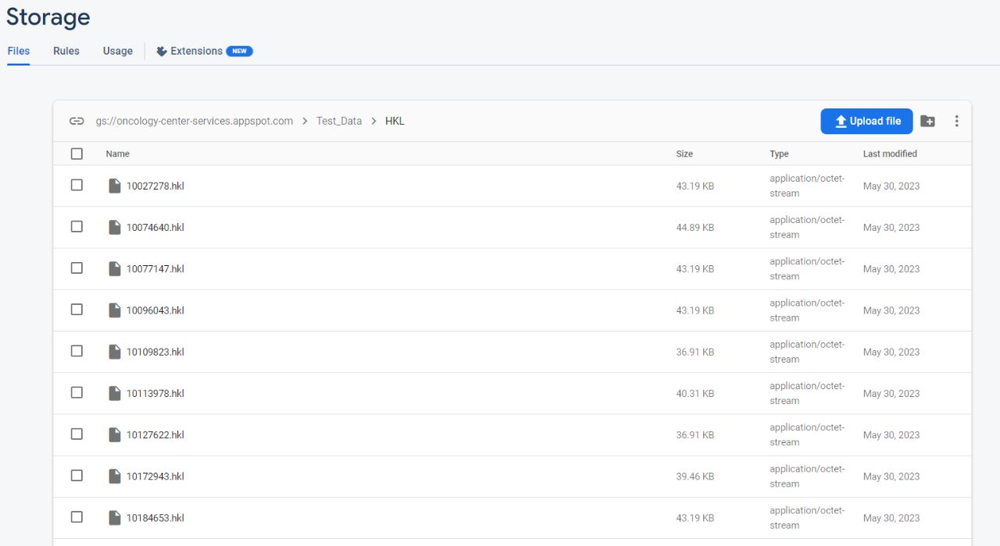 Storage
Files Rules Usage Extensions NEW
gs://oncology-center-services.appspot.com > Test_Data > HKL Upload file
Name Size Type Last modified
10027278.hkl 43.19 KB application/octet-stream May 30, 2023
10074640.hkl 44.89 KB application/octet-stream May 30, 2023
10077147.hkl 43.19 KB application/octet-stream May 30, 2023
10096043.hkl 43.19 KB application/octet-stream May 30, 2023
10109823.hkl 36.91 KB application/octet-stream May 30, 2023
10113978.hkl 40.31 KB application/octet-stream May 30, 2023
10127622.hkl 36.91 KB application/octet-stream May 30, 2023
10172943.hkl 39.46 KB application/octet-stream May 30, 2023
10184653.hkl 43.19 KB application/octet-stream May 30, 2023